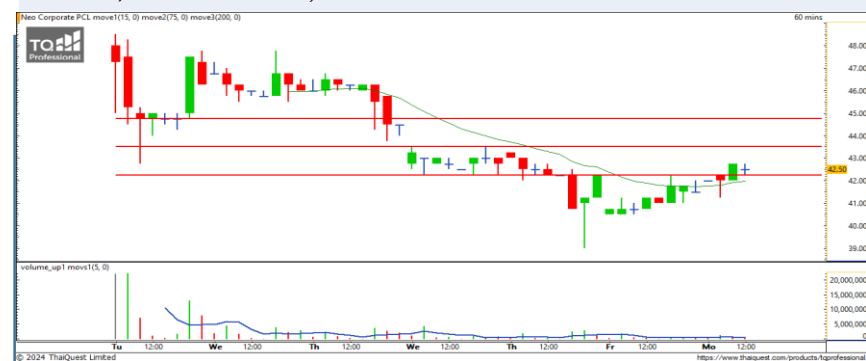 Neo Corporate PCL move1(15, 0) move2(75, 0) move3(200, 0)
60 mins
TQ
Professional
48.00
47.00
46.00
45.00
44.00
43.00
42.50
42.00
41.00
40.00
39.00
volume_up1 movs1(5, 0)
20,000,000
15,000,000
10,000,000
5,000,000
0
Tu 12:00 We 12:00 Th 12:00 We 12:00 Th 12:00 Fr 12:00 Mo 12:00
© 2024 ThaiQuest Limited
https://www.thaiquest.com/products/tqprofessional